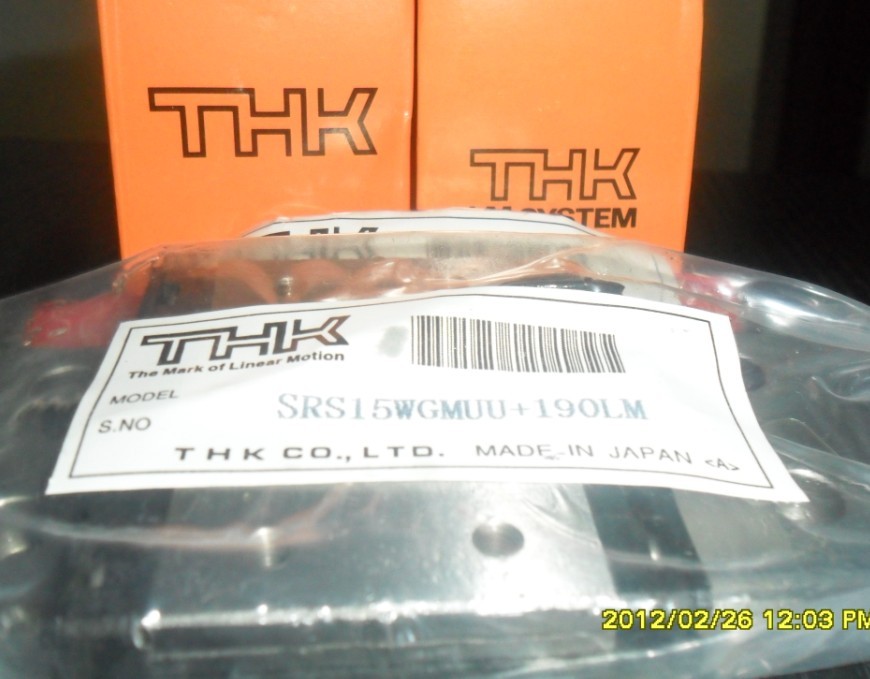 THK
THK
SYSTEM
THK
The Mark of Linear Motion
MODEL SRS15WGMUU+190LM
S.NO
THK CO., LTD. MADE IN JAPAN <A>
2012/02/26 12:03 PM